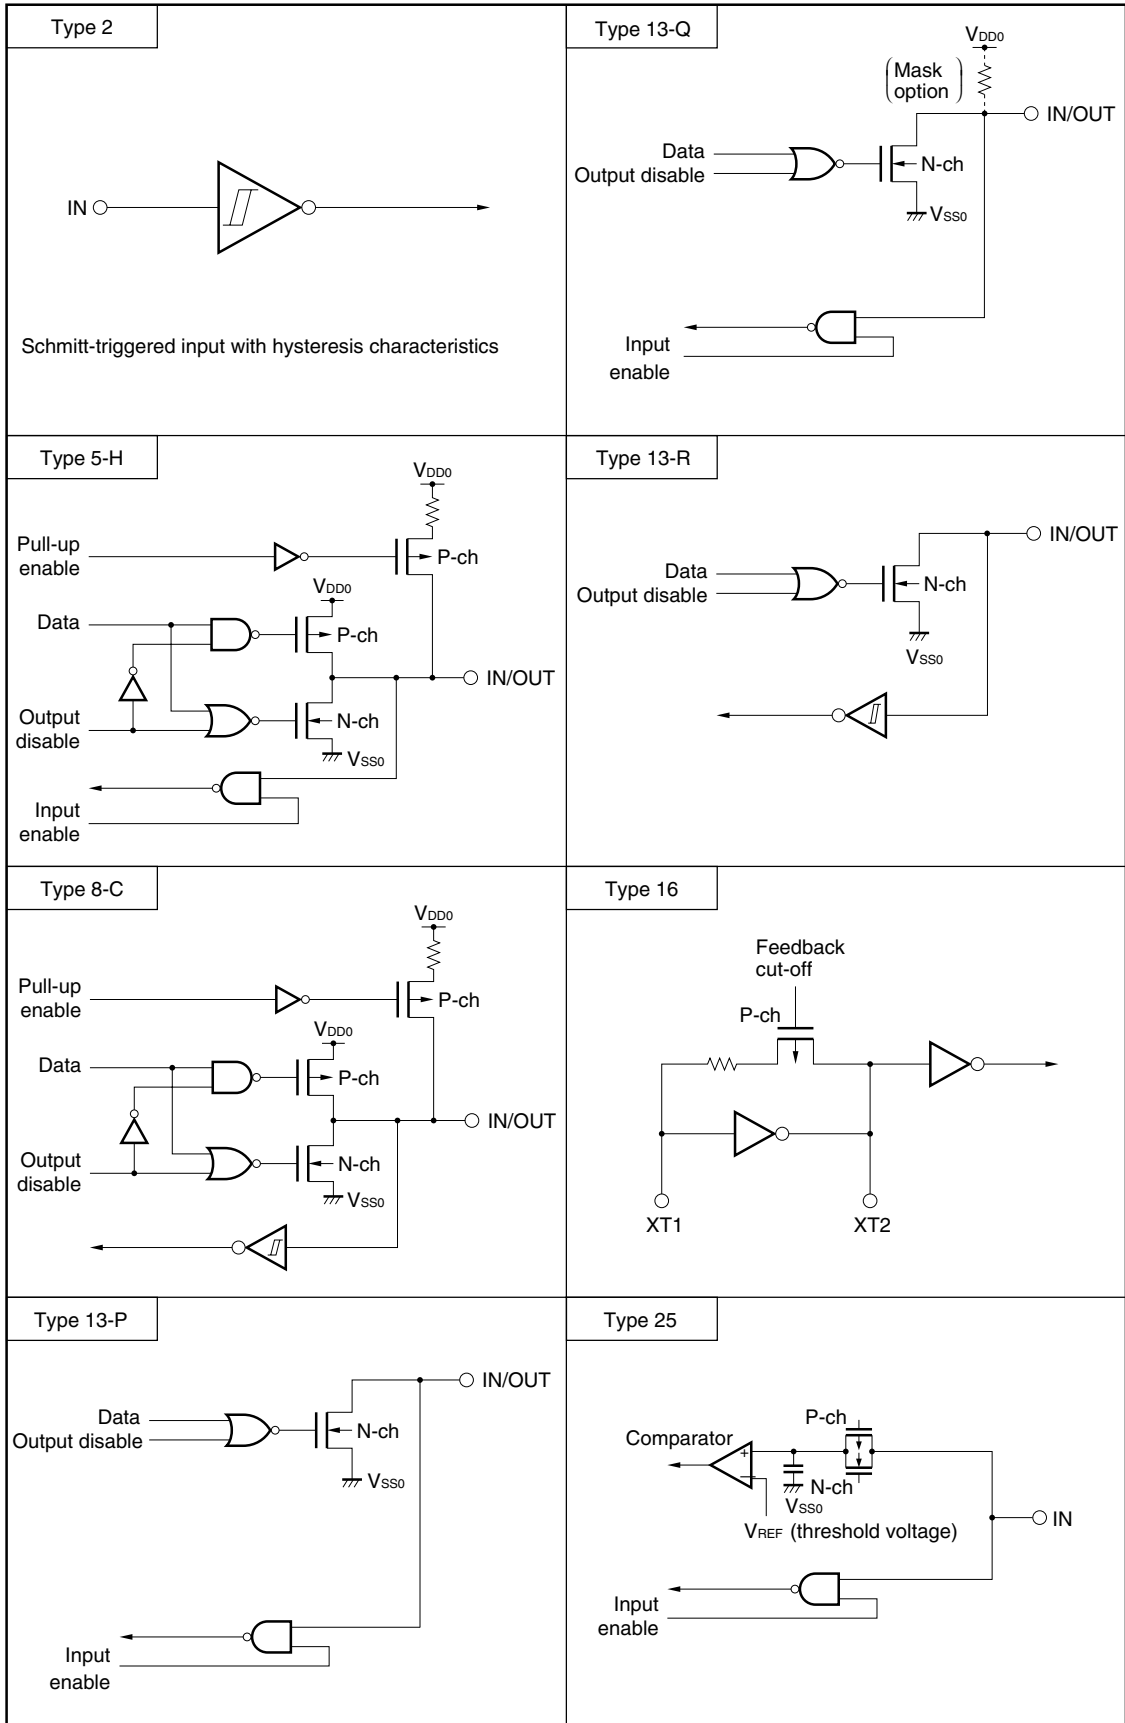 Type 2
IN
Schmitt-triggered input with hysteresis characteristics
Type 13-Q
VDD0
(Mask
option)
IN/OUT
Data
Output disable
N-ch
VSS0
Input
enable
Type 5-H
VDD0
Pull-up
enable
P-ch
VDD0
Data
P-ch
IN/OUT
Output
disable
N-ch
VSS0
Input
enable
Type 13-R
IN/OUT
Data
Output disable
N-ch
VSS0
Type 8-C
VDD0
Pull-up
enable
P-ch
VDD0
Data
P-ch
IN/OUT
Output
disable
N-ch
VSS0
Type 16
Feedback
cut-off
P-ch
XT1
XT2
Type 13-P
IN/OUT
Data
Output disable
N-ch
VSS0
Input
enable
Type 25
P-ch
Comparator
+
−
N-ch
VSS0
VREF (threshold voltage)
IN
Input
enable